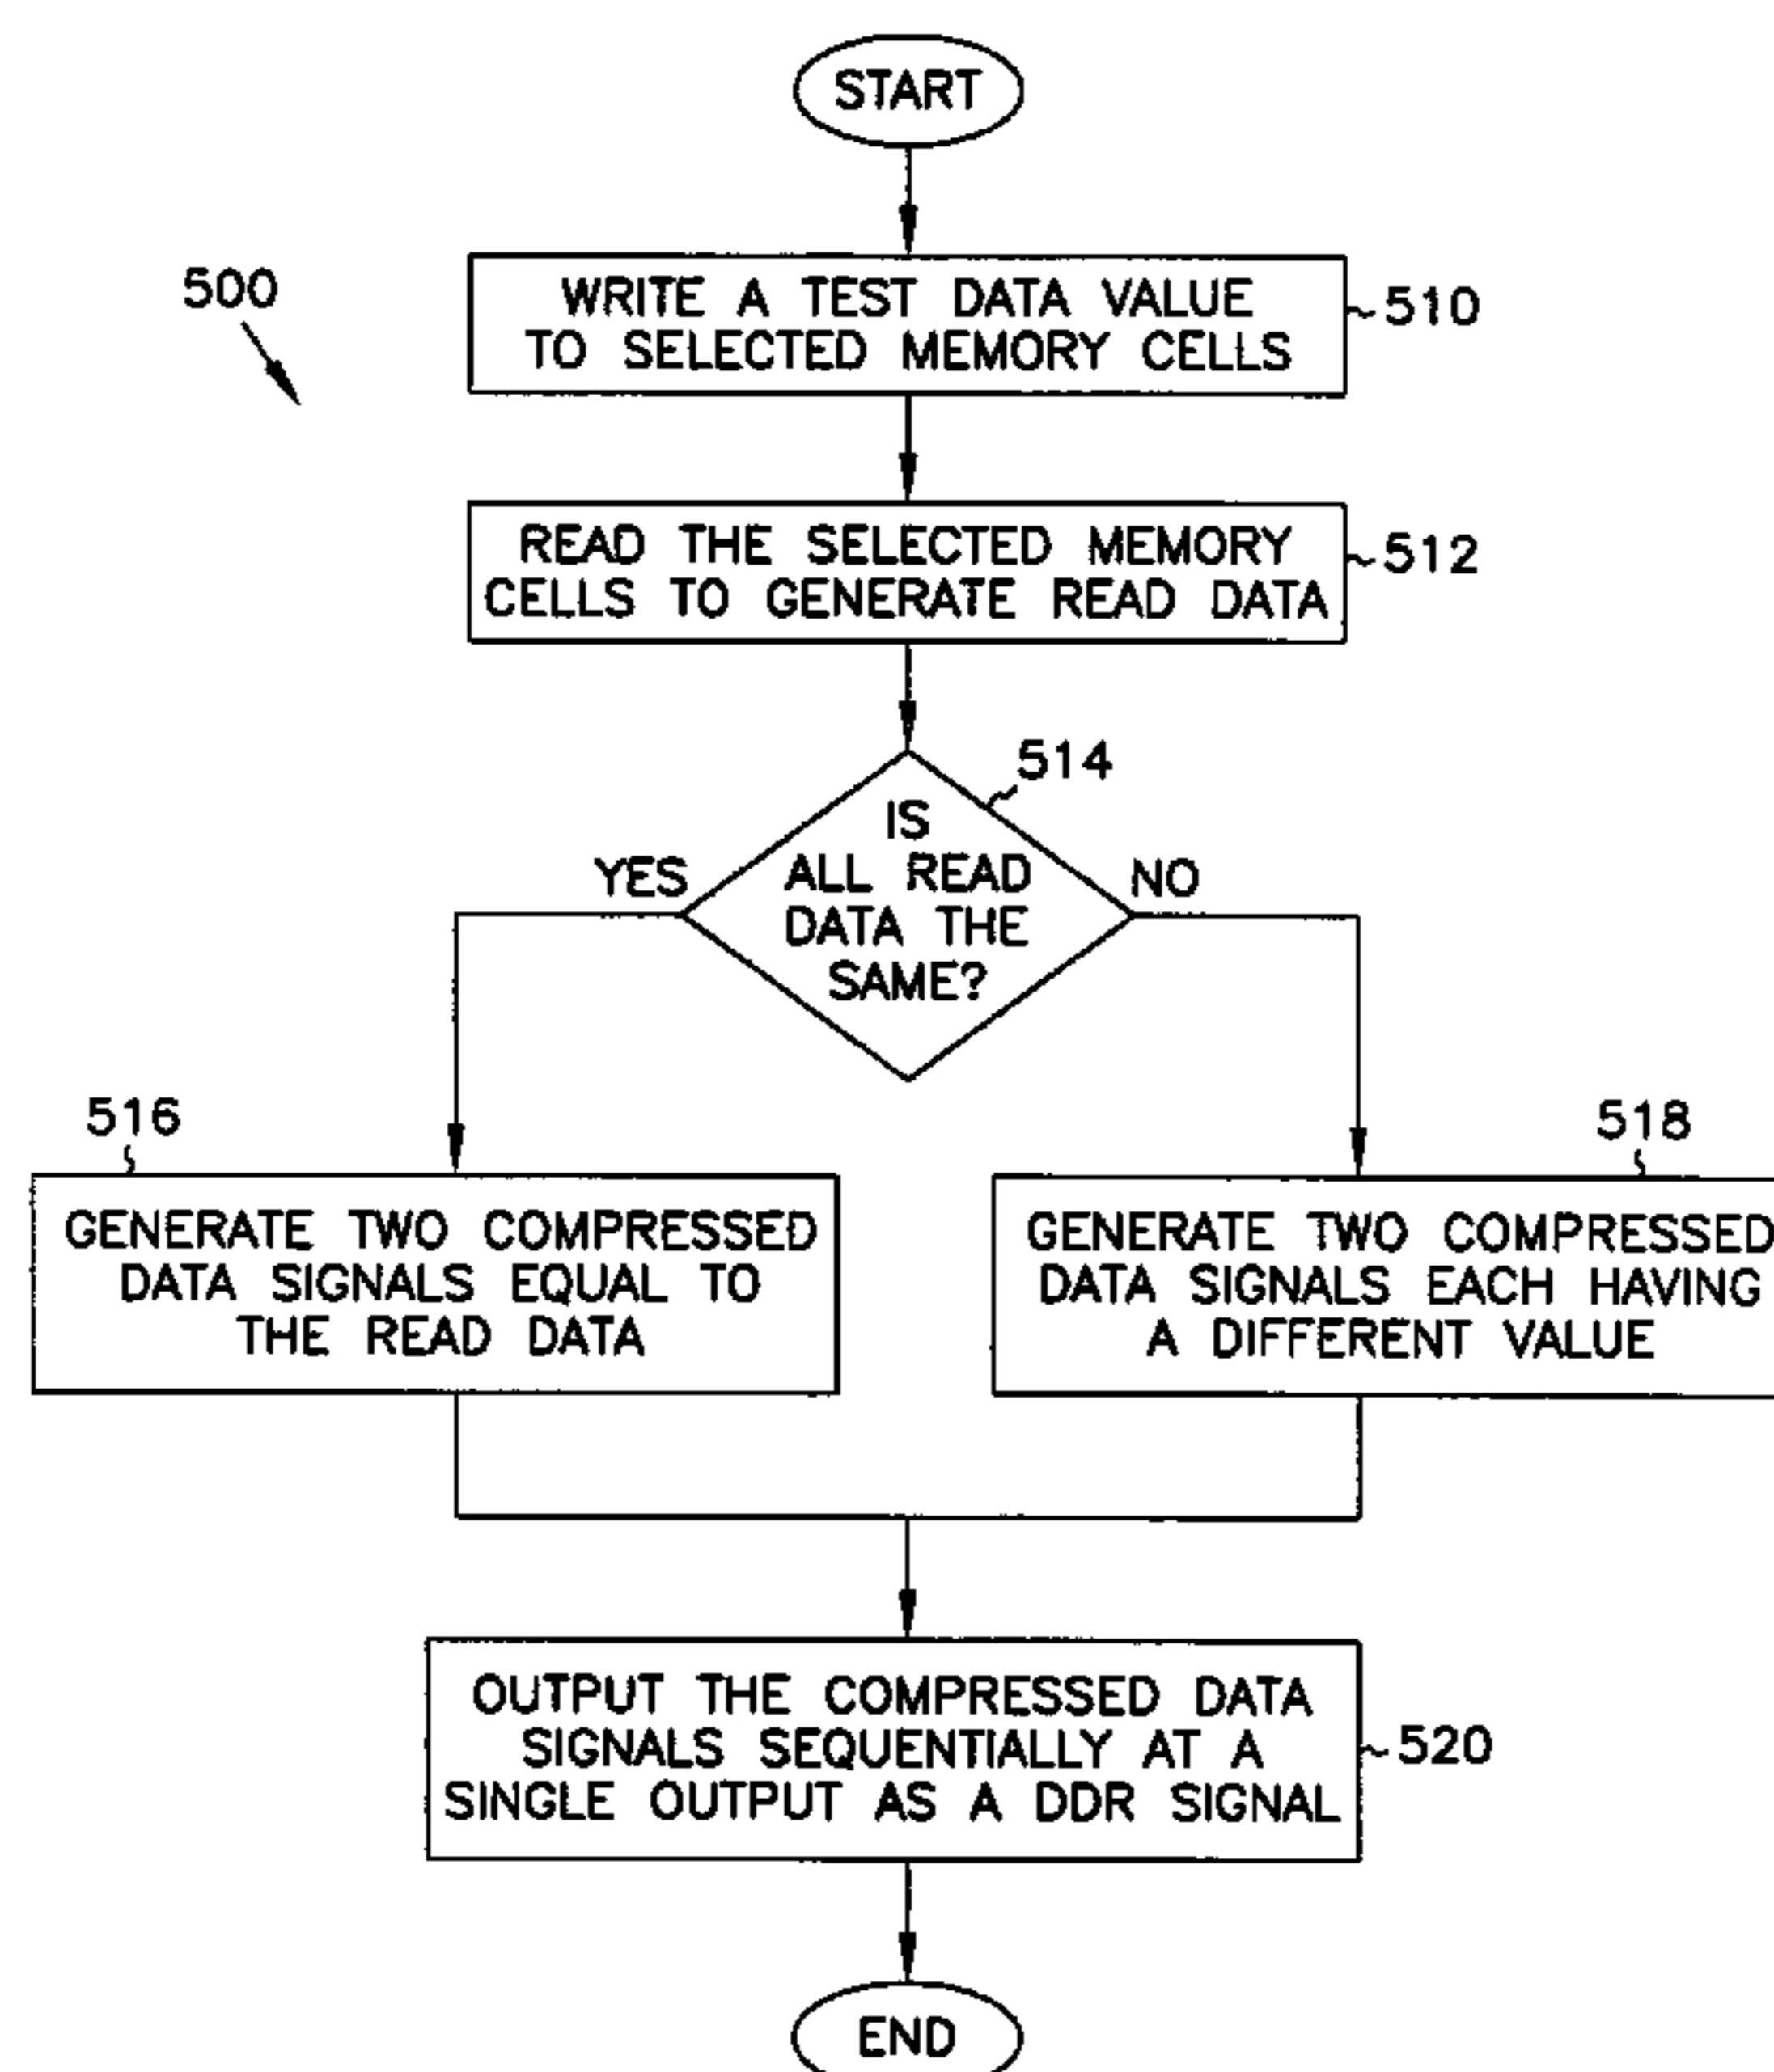 START
500
WRITE A TEST DATA VALUE
TO SELECTED MEMORY CELLS
510
READ THE SELECTED MEMORY
CELLS TO GENERATE READ DATA
512
514
IS
ALL READ
DATA THE
SAME?
YES
NO
516
GENERATE TWO COMPRESSED
DATA SIGNALS EQUAL TO
THE READ DATA
518
GENERATE TWO COMPRESSED
DATA SIGNALS EACH HAVING
A DIFFERENT VALUE
OUTPUT THE COMPRESSED DATA
SIGNALS SEQUENTIALLY AT A
SINGLE OUTPUT AS A DDR SIGNAL
520
END